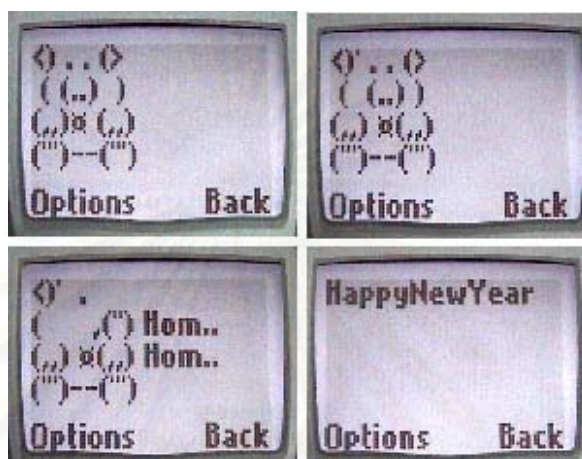 <) . . (>
( (..) )
(,,)¤ (,,)
(''')--(''')
Options Back
<)' . . (>
( (..) )
(,,) ¤(,,)
(''')--(''')
Options Back
<)' .
( ,('') Hom..
(,,) ¤(,,) Hom..
(''')--(''')
Options Back
HappyNewYear
Options Back